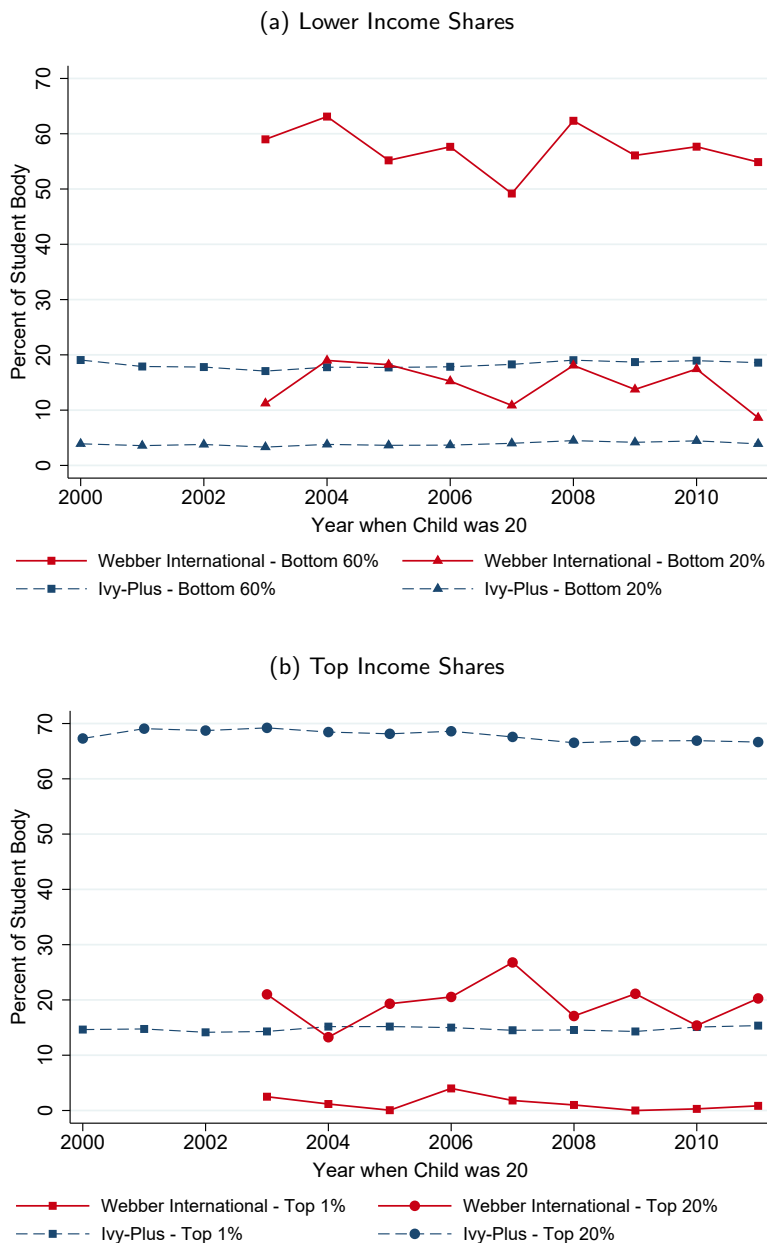 (a) Lower Income Shares
Percent of Student Body
70
60
50
40
30
20
10
0
2000 2002 2004 2006 2008 2010
Year when Child was 20
Webber International - Bottom 60% Webber International - Bottom 20%
Ivy-Plus - Bottom 60% Ivy-Plus - Bottom 20%
(b) Top Income Shares
Percent of Student Body
70
60
50
40
30
20
10
0
2000 2002 2004 2006 2008 2010
Year when Child was 20
Webber International - Top 1% Webber International - Top 20%
Ivy-Plus - Top 1% Ivy-Plus - Top 20%